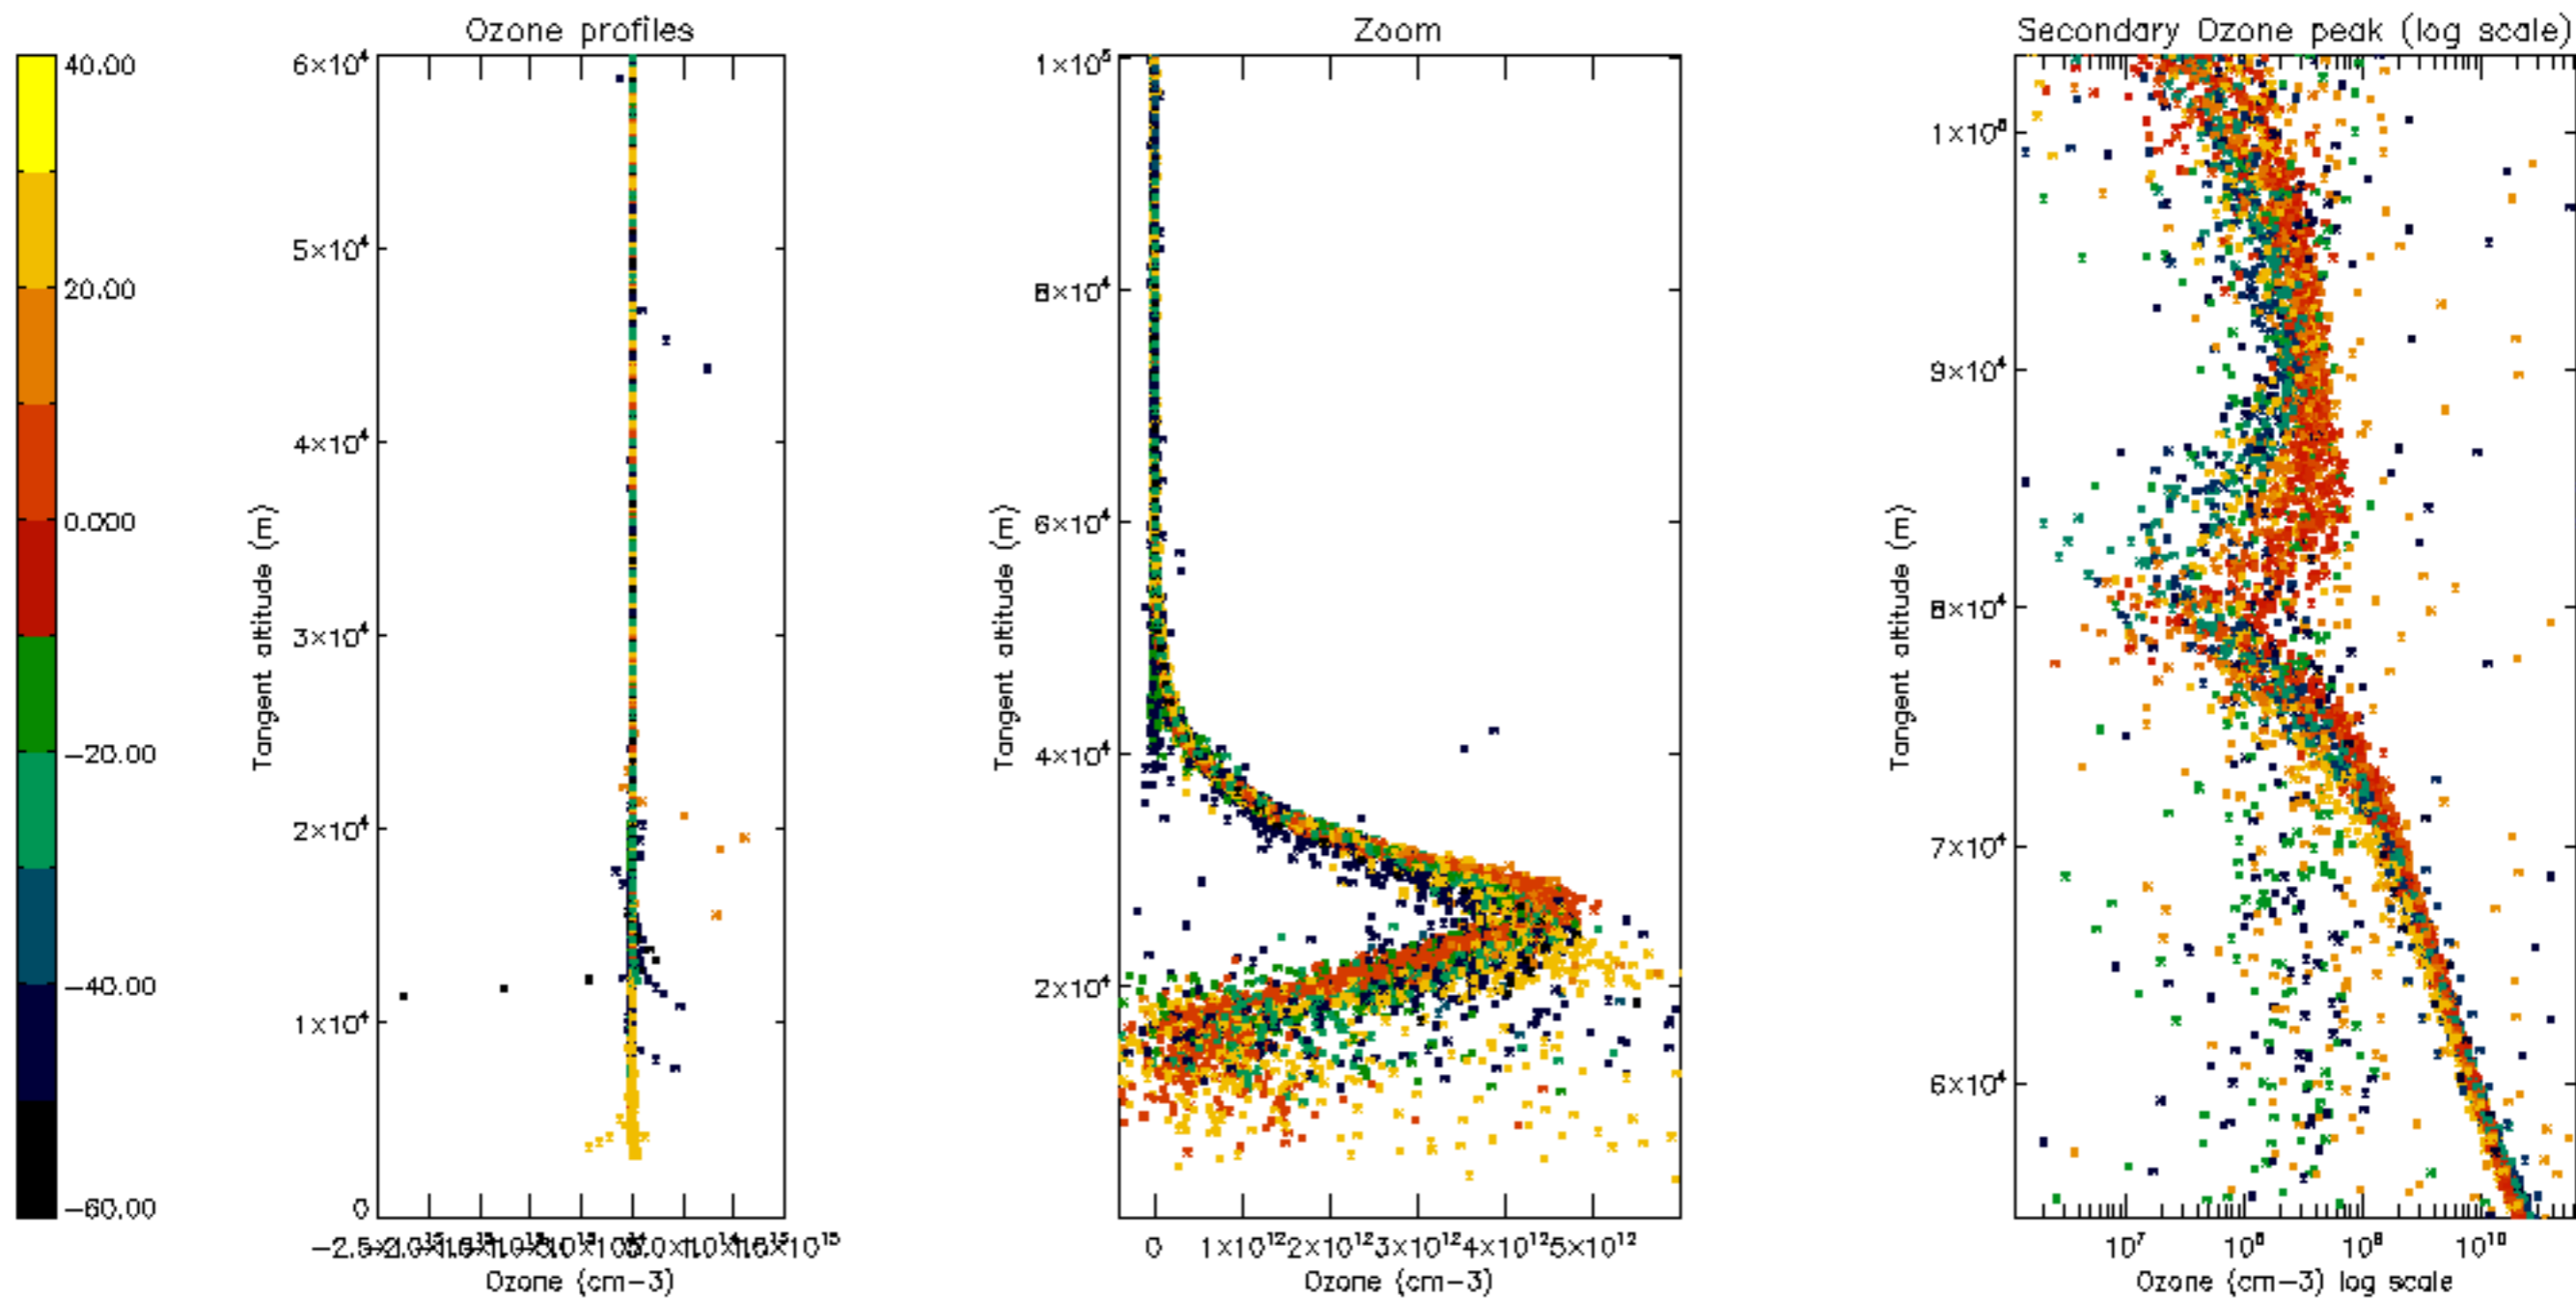 Ozone profiles
Zoom
Secondary Ozone peak (log scale)
40.00
20.00
0.000
−20.00
−40.00
−60.00
6×10⁴
5×10⁴
4×10⁴
3×10⁴
2×10⁴
1×10⁴
0
Tangent altitude (m)
Ozone (cm−3)
1×10⁵
8×10⁴
6×10⁴
4×10⁴
2×10⁴
Tangent altitude (m)
0 1×10¹² 2×10¹² 3×10¹² 4×10¹² 5×10¹²
Ozone (cm−3)
1×10⁵
9×10⁴
8×10⁴
7×10⁴
6×10⁴
Tangent altitude (m)
10⁷ 10⁸ 10⁹ 10¹⁰
Ozone (cm−3) log scale